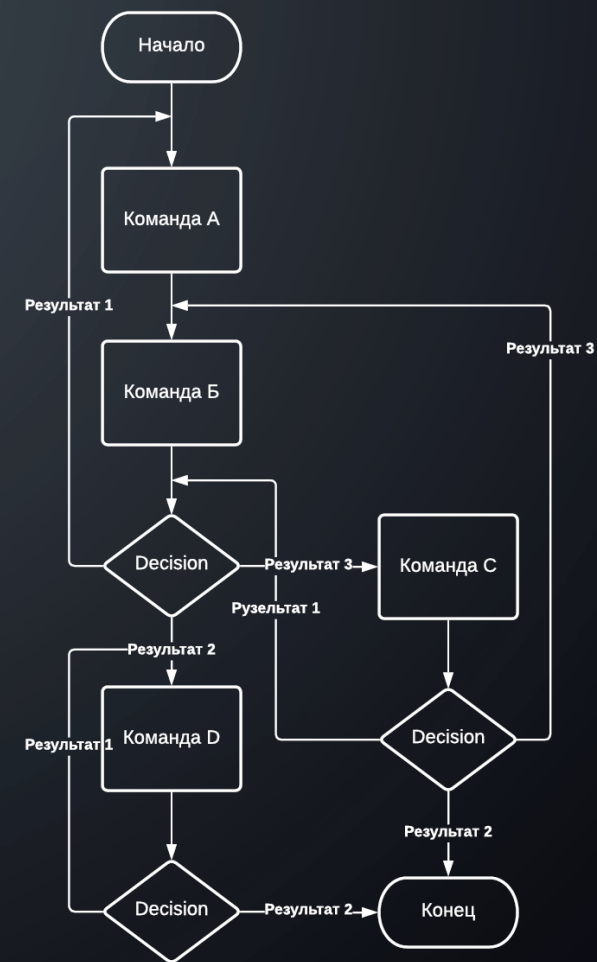 Начало
Команда А
Результат 1
Результат 3
Команда Б
Decision
Результат 3
Команда С
Рузельтат 1
Результат 2
Результат 1
Команда D
Decision
Результат 2
Decision
Результат 2
Конец